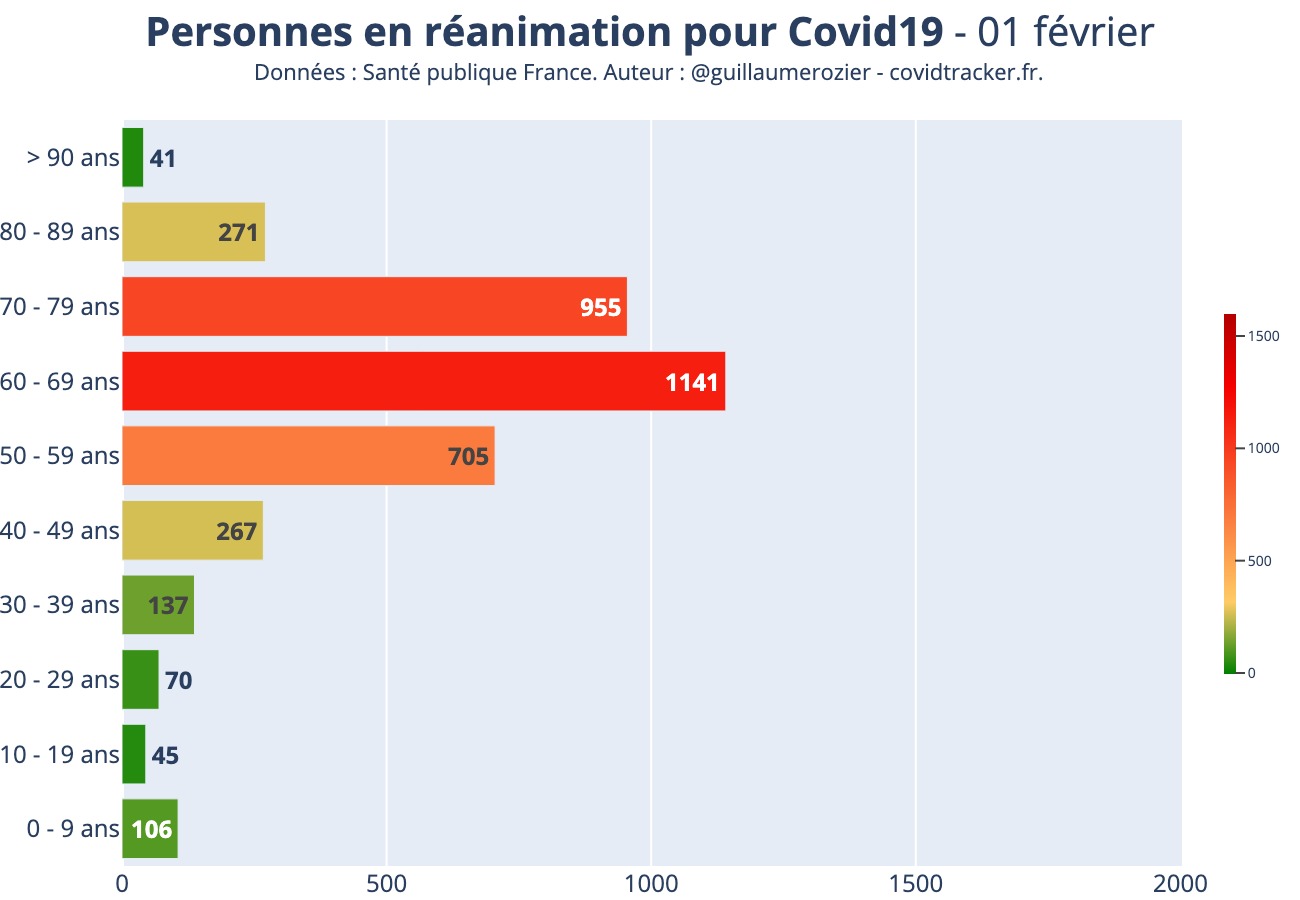 Personnes en réanimation pour Covid19 - 01 février
Données : Santé publique France. Auteur : @guillaumerozier - covidtracker.fr.
> 90 ans 41
80 - 89 ans 271
70 - 79 ans 955
60 - 69 ans 1141
50 - 59 ans 705
40 - 49 ans 267
30 - 39 ans 137
20 - 29 ans 70
10 - 19 ans 45
0 - 9 ans 106
0 500 1000 1500 2000
1500
1000
500
0